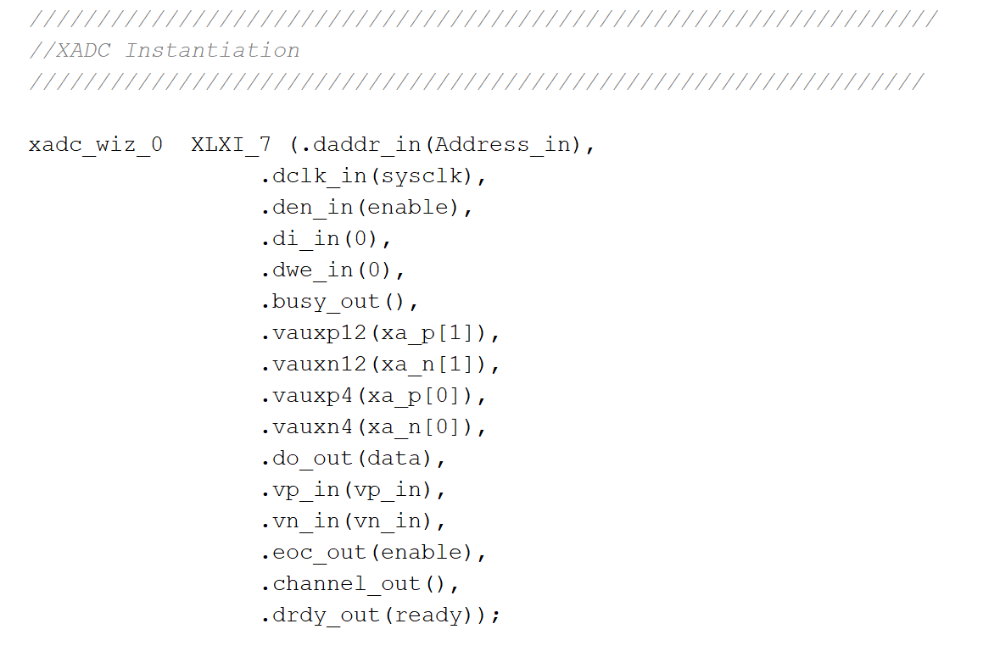 ///////////////////////////////////////////////////////////////////
//XADC Instantiation
//////////////////////////////////////////////////////////////////
xadc_wiz_0  XLXI_7 (.daddr_in(Address_in),
.dclk_in(sysclk),
.den_in(enable),
.di_in(0),
.dwe_in(0),
.busy_out(),
.vauxp12(xa_p[1]),
.vauxn12(xa_n[1]),
.vauxp4(xa_p[0]),
.vauxn4(xa_n[0]),
.do_out(data),
.vp_in(vp_in),
.vn_in(vn_in),
.eoc_out(enable),
.channel_out(),
.drdy_out(ready));